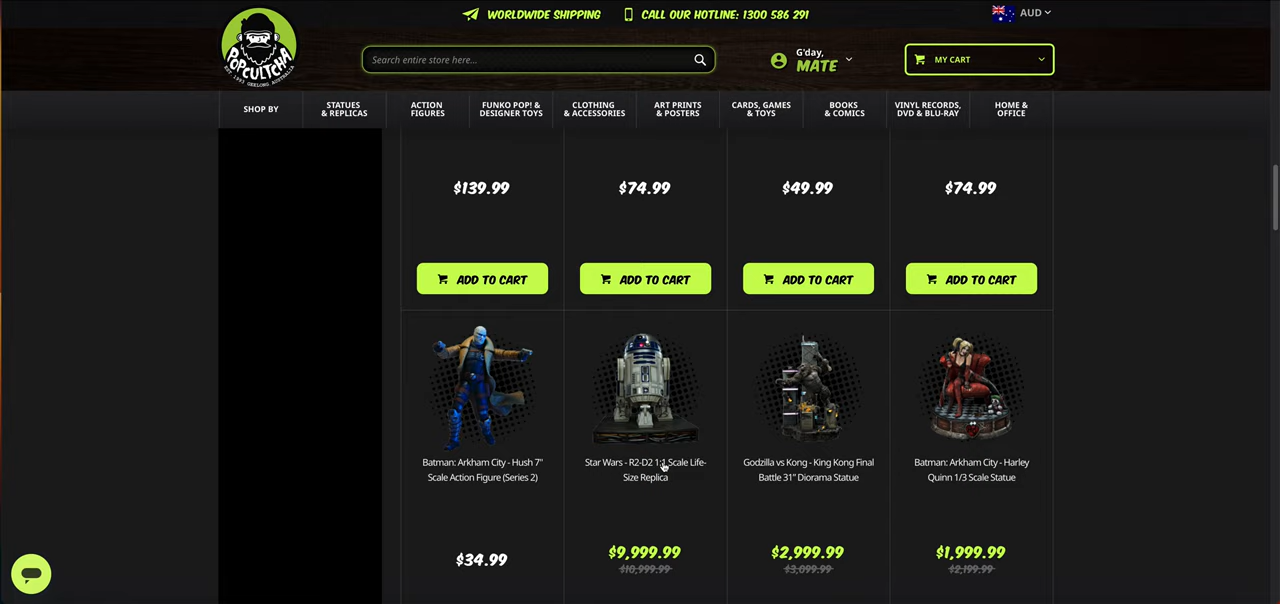 WORLDWIDE SHIPPING
CALL OUR HOTLINE: 1300 586 291
AUD
POPCULTCHA
EST. 1993 GEELONG, AUSTRALIA
Search entire store here...
G'day,
MATE
MY CART
SHOP BY
STATUES
& REPLICAS
ACTION
FIGURES
FUNKO POP! &
DESIGNER TOYS
CLOTHING
& ACCESSORIES
ART PRINTS
& POSTERS
CARDS, GAMES
& TOYS
BOOKS
& COMICS
VINYL RECORDS,
DVD & BLU-RAY
HOME &
OFFICE
$139.99
$74.99
$49.99
$74.99
ADD TO CART
ADD TO CART
ADD TO CART
ADD TO CART
Batman: Arkham City - Hush 7"
Scale Action Figure (Series 2)
Star Wars - R2-D2 1:1 Scale Life-
Size Replica
Godzilla vs Kong - King Kong Final
Battle 31” Diorama Statue
Batman: Arkham City - Harley
Quinn 1/3 Scale Statue
$34.99
$9,999.99
$10,999.99
$2,999.99
$3,099.99
$1,999.99
$2,199.99